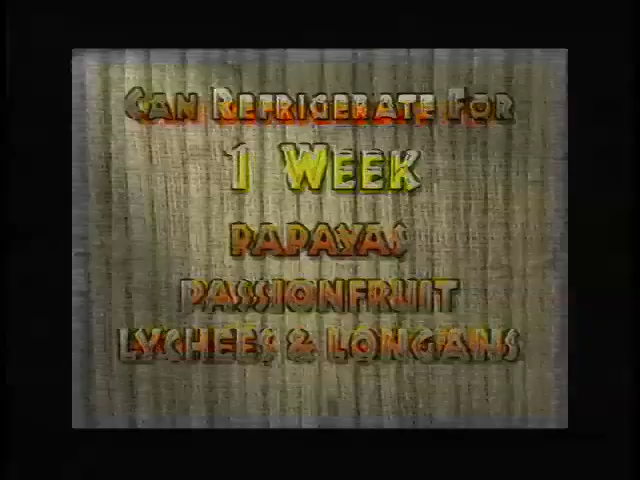 Can Refrigerate For
1 Week
Papayas
Passionfruit
Lychees & Longans